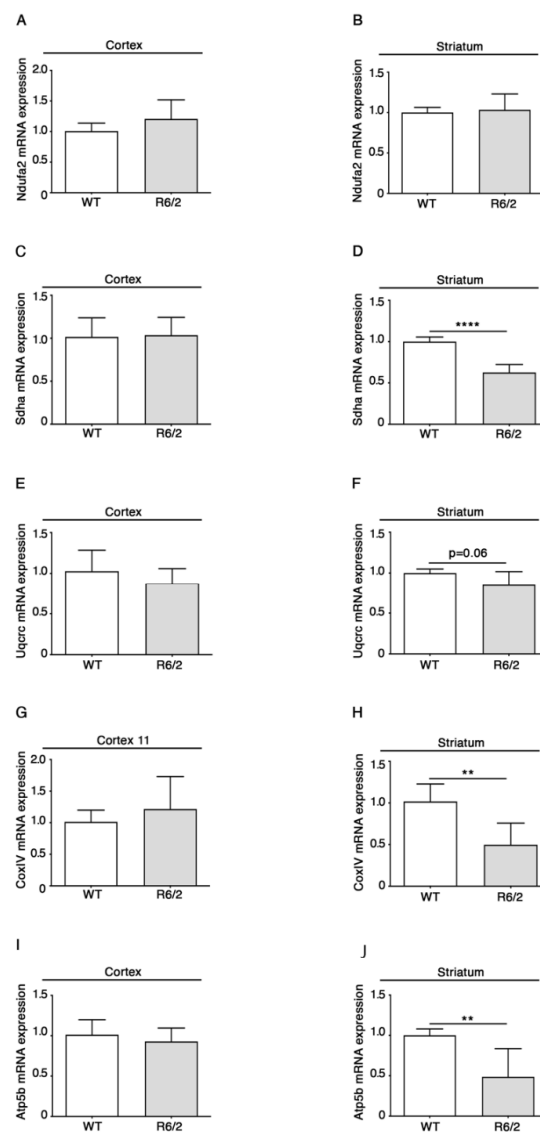 A
Cortex
Ndufa2 mRNA expression
2.0
1.5
1.0
0.5
0
WT R6/2
B
Striatum
Ndufa2 mRNA expression
1.5
1.0
0.5
0
WT R6/2
C
Cortex
Sdha mRNA expression
1.5
1.0
0.5
0
WT R6/2
D
Striatum
Sdha mRNA expression
1.5
1.0
0.5
0
****
WT R6/2
E
Cortex
Uqcrc mRNA expression
1.5
1.0
0.5
0
WT R6/2
F
Striatum
Uqcrc mRNA expression
1.5
1.0
0.5
0
p=0.06
WT R6/2
G
Cortex 11
CoxIV mRNA expression
2.0
1.5
1.0
0.5
0
WT R6/2
H
Striatum
CoxIV mRNA expression
1.5
1.0
0.5
0
**
WT R6/2
I
Cortex
Atp5b mRNA expression
1.5
1.0
0.5
0
WT R6/2
J
Striatum
Atp5b mRNA expression
1.5
1.0
0.5
0
**
WT R6/2